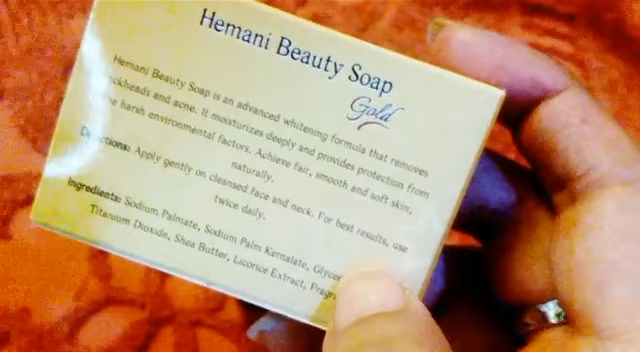 Hemani Beauty Soap
Gold
Hemani Beauty Soap is an advanced whitening formula that removes
and acne. It moisturizes deeply and provides protection from
harsh environmental factors. Achieve fair, smooth and soft skin,
naturally.
Directions: Apply gently on cleansed face and neck. For best results, use
twice daily.
Ingredients: Sodium Palmate, Sodium Palm Kernalate,
Titanium Dioxide, Shea Butter, Licorice Extract,